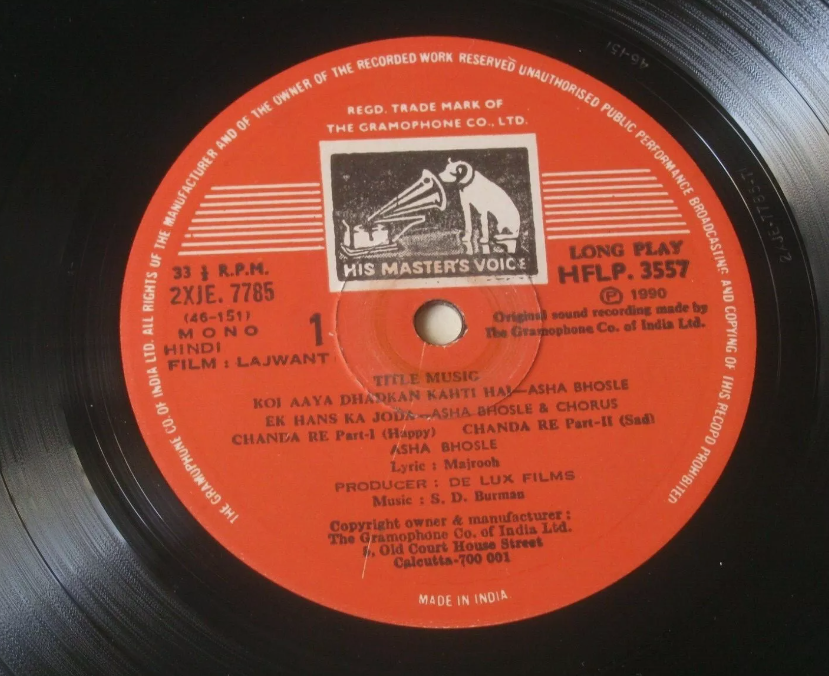 THE GRAMOPHONE CO. OF INDIA LTD. ALL RIGHTS OF THE MANUFACTURER AND OF THE OWNER OF THE RECORDED WORK RESERVED UNAUTHORISED PUBLIC PERFORMANCE BROADCASTING AND COPYING OF THIS RECORD PROHIBITED
REGD. TRADE MARK OF
THE GRAMOPHONE CO., LTD.
HIS MASTER'S VOICE
33 ⅓ R.P.M.
2XJE. 7785
(46-151)
MONO
HINDI
FILM : LAJWANTI
1
LONG PLAY
HFLP. 3557
Ⓟ 1990
Original sound recording made by
The Gramophone Co. of India Ltd.
TITLE MUSIC
KOI AAYA DHADKAN KAHTI HAI—ASHA BHOSLE
EK HANS KA JODA—ASHA BHOSLE & CHORUS
CHANDA RE Part-I (Happy) CHANDA RE Part-II (Sad)
ASHA BHOSLE
Lyric : Majrooh
PRODUCER : DE LUX FILMS
Music : S. D. Burman
Copyright owner & manufacturer :
The Gramophone Co. of India Ltd.
Old Court House Street
Calcutta-700 001
MADE IN INDIA
46-151
2XJE-7785-